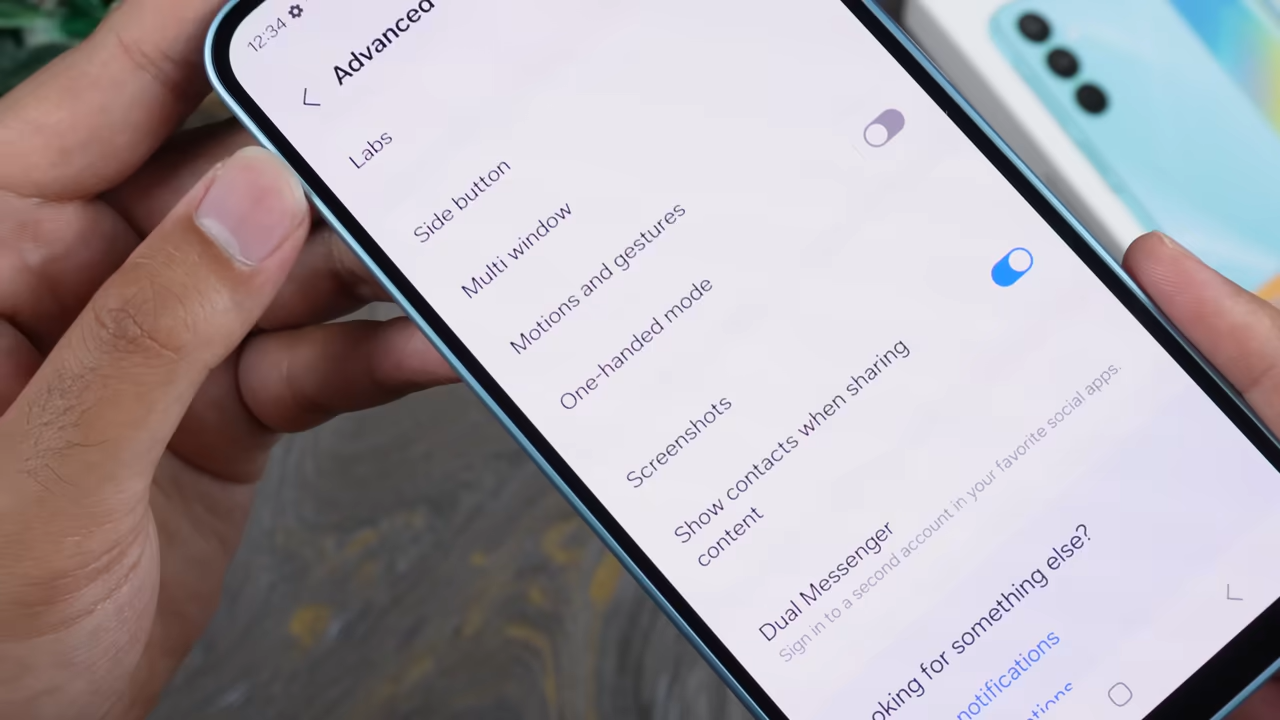 12:34
Advanced
Labs
Side button
Multi window
Motions and gestures
One-handed mode
Screenshots
Show contacts when sharing
content
Dual Messenger
Sign in to a second account in your favorite social apps.
oking for something else?
notifications